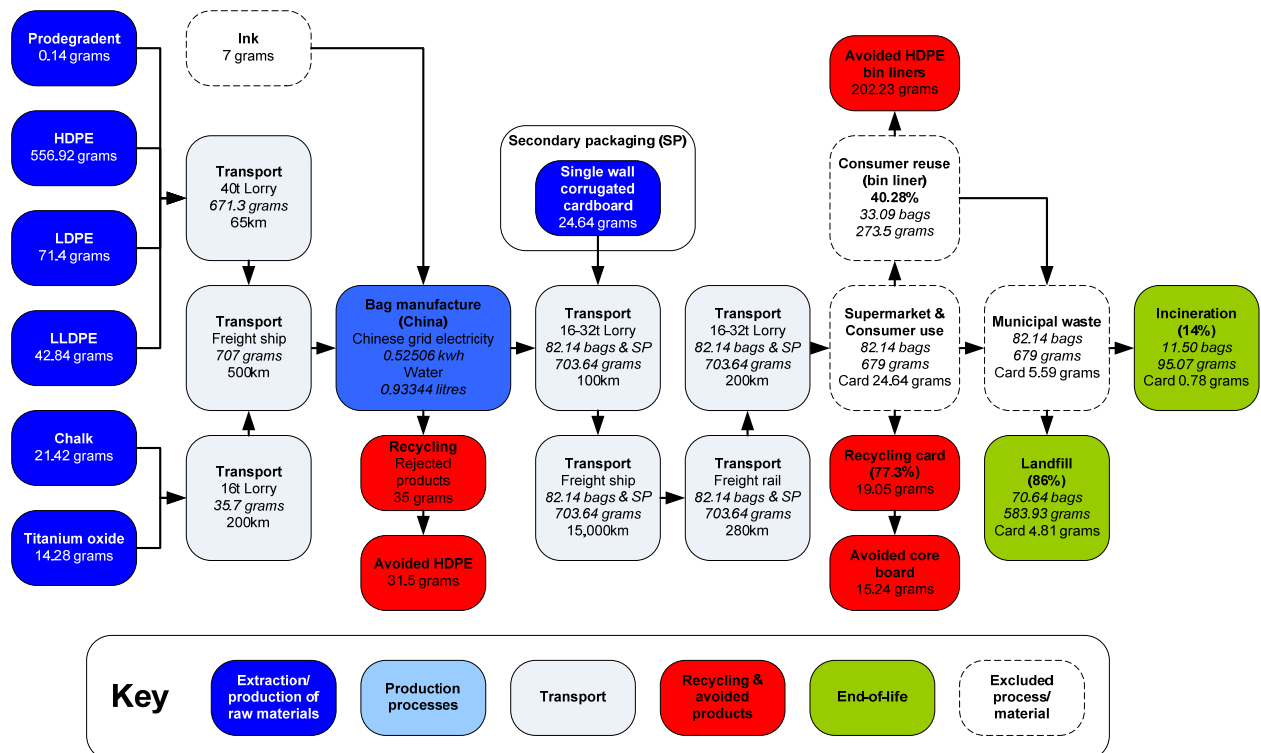 Prodegradent
0.14 grams
HDPE
556.92 grams
LDPE
71.4 grams
LLDPE
42.84 grams
Chalk
21.42 grams
Titanium oxide
14.28 grams
Ink
7 grams
Transport
40t Lorry
671.3 grams
65km
Transport
Freight ship
707 grams
500km
Transport
16t Lorry
35.7 grams
200km
Bag manufacture
(China)
Chinese grid electricity
0.52506 kwh
Water
0.93344 litres
Recycling
Rejected
products
35 grams
Avoided HDPE
31.5 grams
Secondary packaging (SP)
Single wall
corrugated
cardboard
24.64 grams
Transport
16-32t Lorry
82.14 bags & SP
703.64 grams
100km
Transport
Freight ship
82.14 bags & SP
703.64 grams
15,000km
Transport
16-32t Lorry
82.14 bags & SP
703.64 grams
200km
Transport
Freight rail
82.14 bags & SP
703.64 grams
280km
Avoided HDPE
bin liners
202.23 grams
Consumer reuse
(bin liner)
40.28%
33.09 bags
273.5 grams
Supermarket &
Consumer use
82.14 bags
679 grams
Card 24.64 grams
Recycling card
(77.3%)
19.05 grams
Avoided core
board
15.24 grams
Municipal waste
82.14 bags
679 grams
Card 5.59 grams
Landfill
(86%)
70.64 bags
583.93 grams
Card 4.81 grams
Incineration
(14%)
11.50 bags
95.07 grams
Card 0.78 grams
Key
Extraction/
production of
raw materials
Production
processes
Transport
Recycling &
avoided
products
End-of-life
Excluded
process/
material